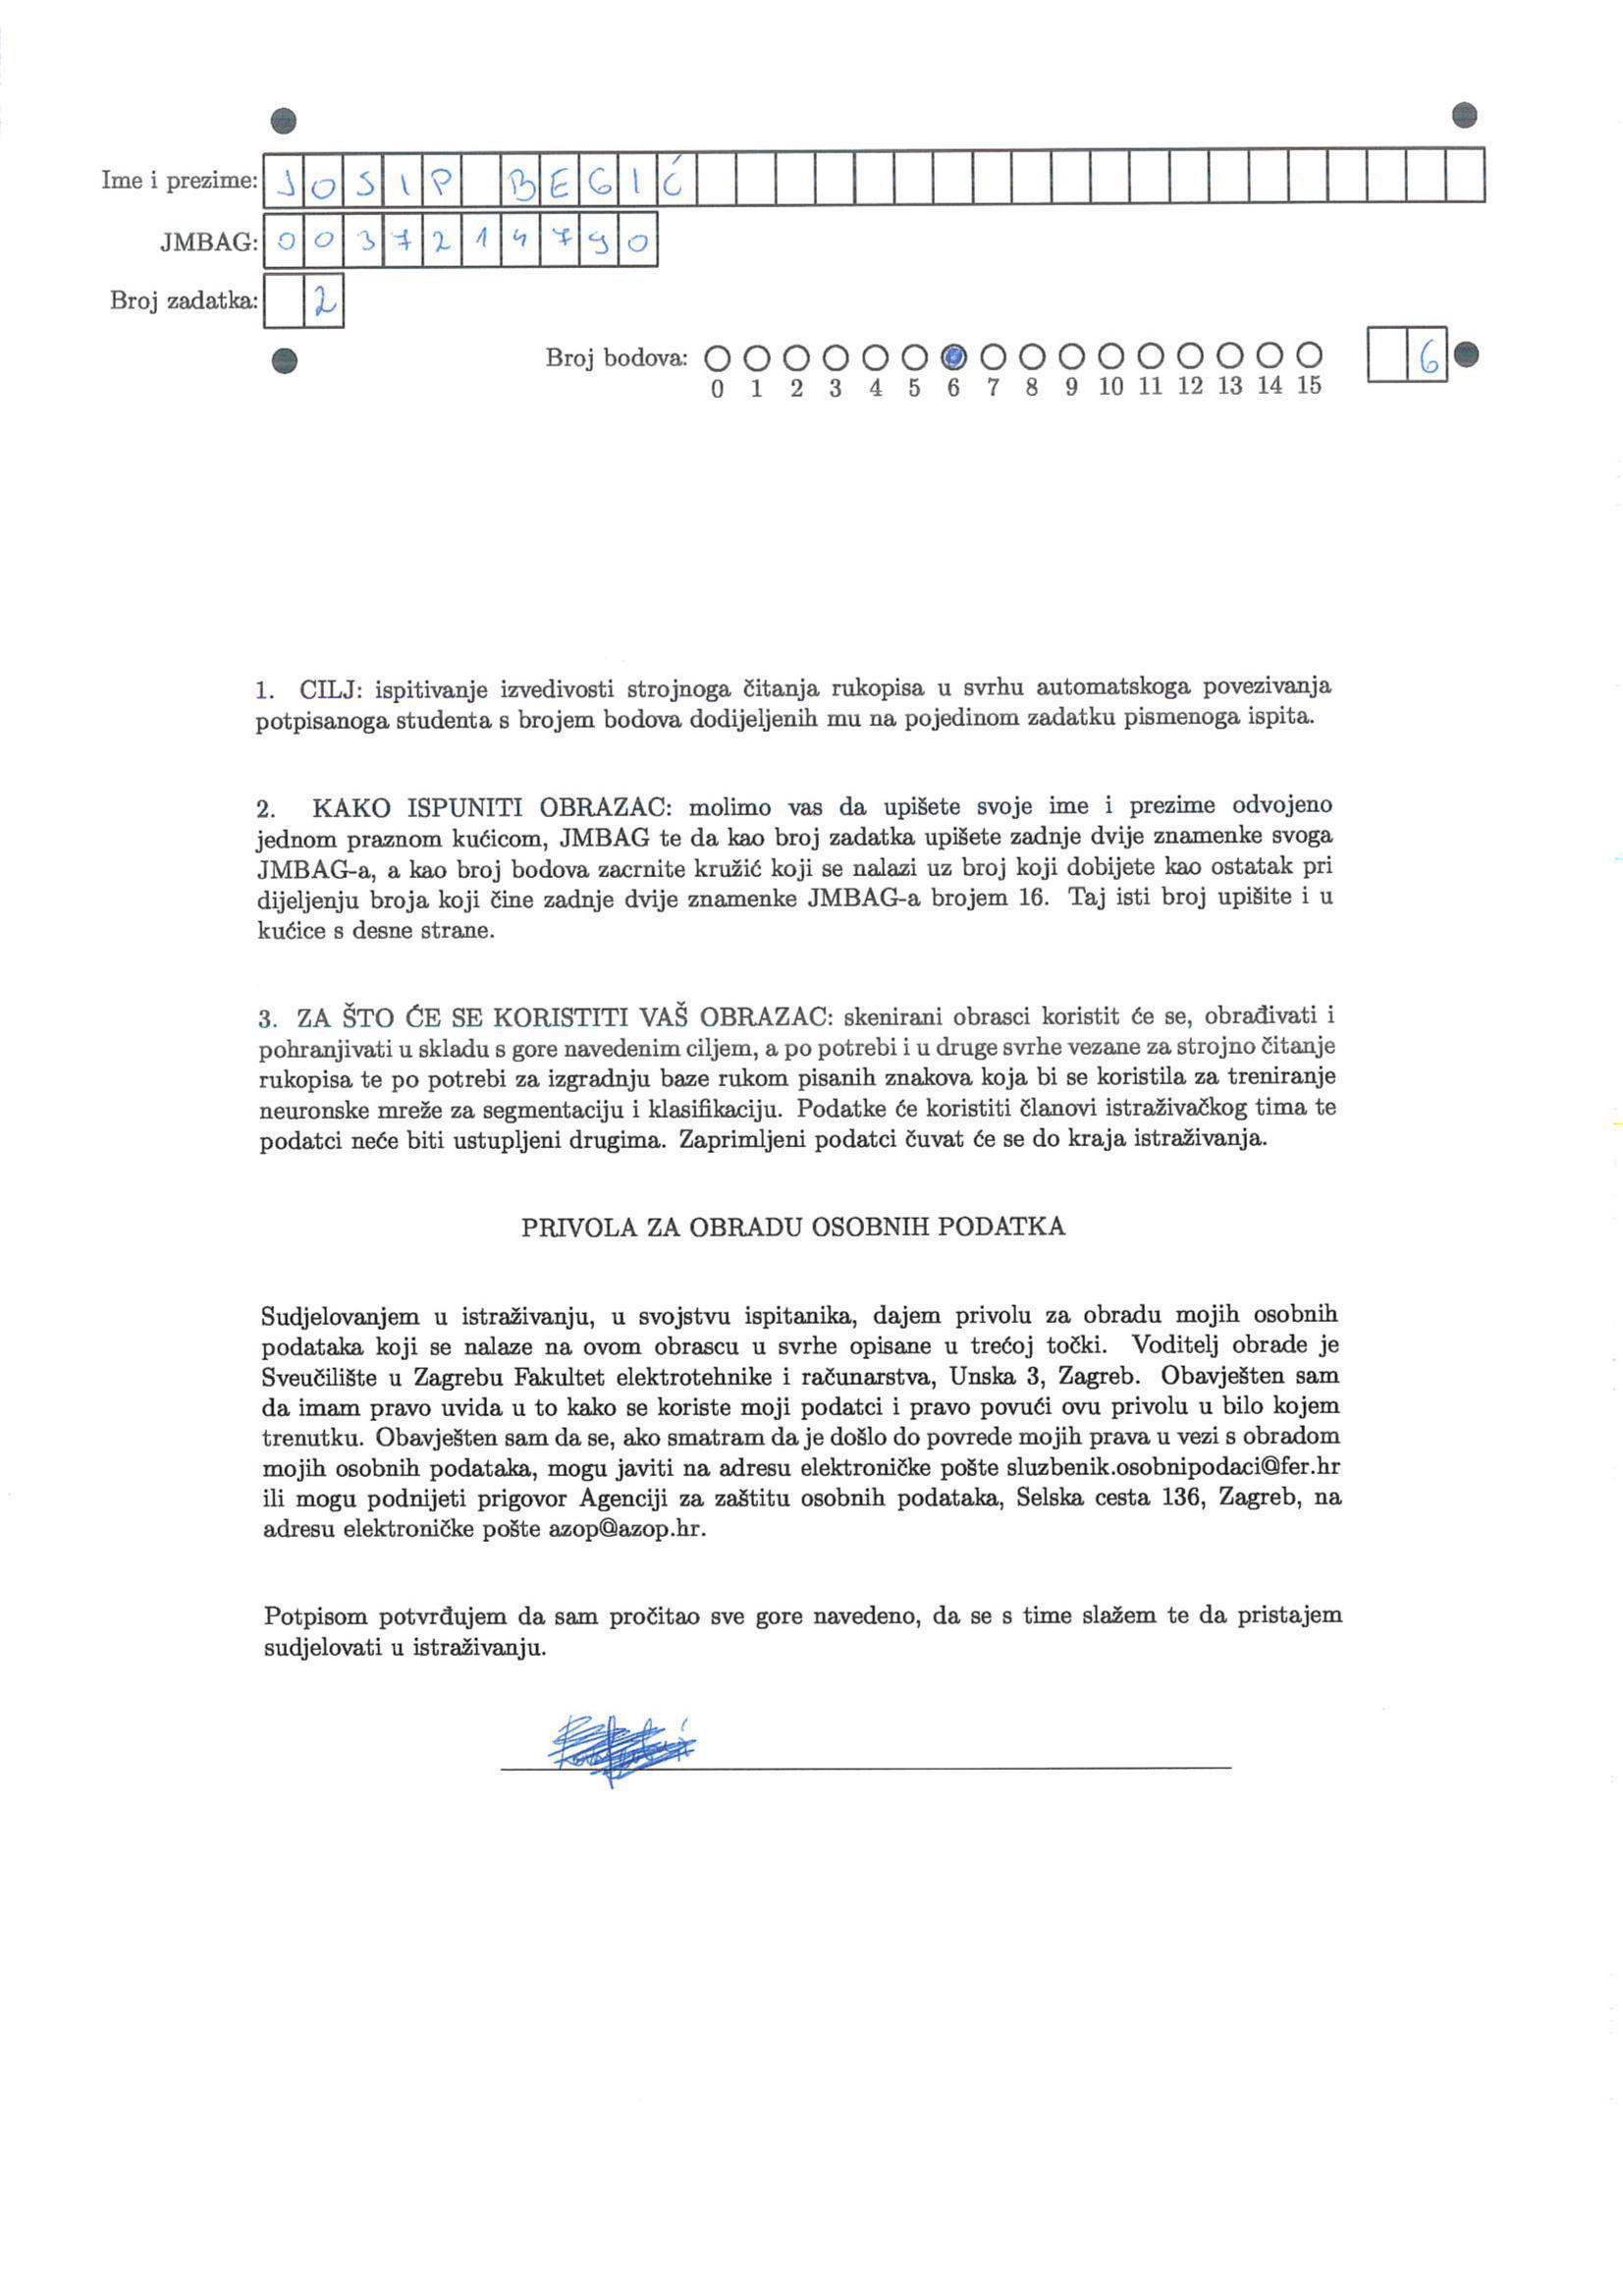 Ime i prezime: JOSIP BEGIĆ
JMBAG: 0037214790
Broj zadatka: 2
Broj bodova: 6
0 1 2 3 4 5 6 7 8 9 10 11 12 13 14 15
1. CILJ: ispitivanje izvedivosti strojnoga čitanja rukopisa u svrhu automatskoga povezivanja
potpisanoga studenta s brojem bodova dodijeljenih mu na pojedinom zadatku pismenoga ispita.
2. KAKO ISPUNITI OBRAZAC: molimo vas da upišete svoje ime i prezime odvojeno
jednom praznom kućicom, JMBAG te da kao broj zadatka upišete zadnje dvije znamenke svoga
JMBAG-a, a kao broj bodova zacrnite kružić koji se nalazi uz broj koji dobijete kao ostatak pri
dijeljenju broja koji čine zadnje dvije znamenke JMBAG-a brojem 16. Taj isti broj upišite i u
kućice s desne strane.
3. ZA ŠTO ĆE SE KORISTITI VAŠ OBRAZAC: skenirani obrasci koristit će se, obrađivati i
pohranjivati u skladu s gore navedenim ciljem, a po potrebi i u druge svrhe vezane za strojno čitanje
rukopisa te po potrebi za izgradnju baze rukom pisanih znakova koja bi se koristila za treniranje
neuronske mreže za segmentaciju i klasifikaciju. Podatke će koristiti članovi istraživačkog tima te
podatci neće biti ustupljeni drugima. Zaprimljeni podatci čuvat će se do kraja istraživanja.
PRIVOLA ZA OBRADU OSOBNIH PODATKA
Sudjelovanjem u istraživanju, u svojstvu ispitanika, dajem privolu za obradu mojih osobnih
podataka koji se nalaze na ovom obrascu u svrhe opisane u trećoj točki. Voditelj obrade je
Sveučilište u Zagrebu Fakultet elektrotehnike i računarstva, Unska 3, Zagreb. Obavješten sam
da imam pravo uvida u to kako se koriste moji podatci i pravo povući ovu privolu u bilo kojem
trenutku. Obavješten sam da se, ako smatram da je došlo do povrede mojih prava u vezi s obradom
mojih osobnih podataka, mogu javiti na adresu elektroničke pošte sluzbenik.osobnipodaci@fer.hr
ili mogu podnijeti prigovor Agenciji za zaštitu osobnih podataka, Selska cesta 136, Zagreb, na
adresu elektroničke pošte azop@azop.hr.
Potpisom potvrđujem da sam pročitao sve gore navedeno, da se s time slažem te da pristajem
sudjelovati u istraživanju.